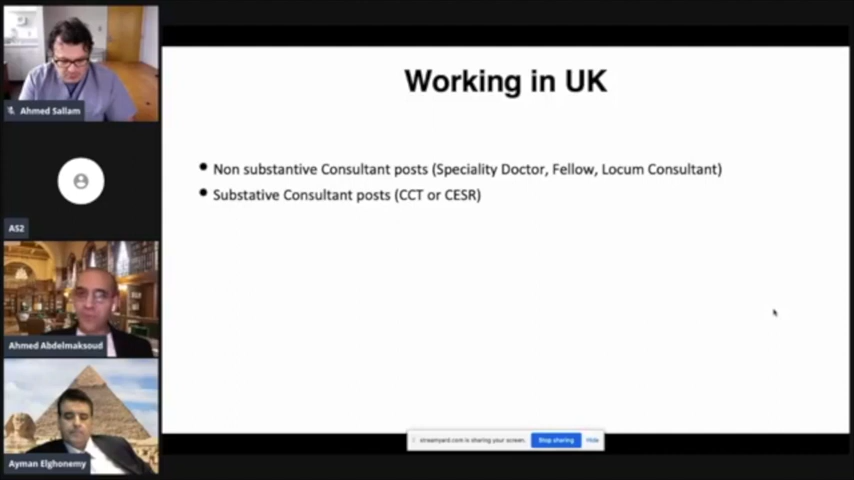 Ahmed Sallam
AS2
Ahmed Abdelmaksoud
Ayman Elghonemy
Working in UK
Non substantive Consultant posts (Speciality Doctor, Fellow, Locum Consultant)
Substative Consultant posts (CCT or CESR)
streamyard.com is sharing your screen. Stop sharing Hide